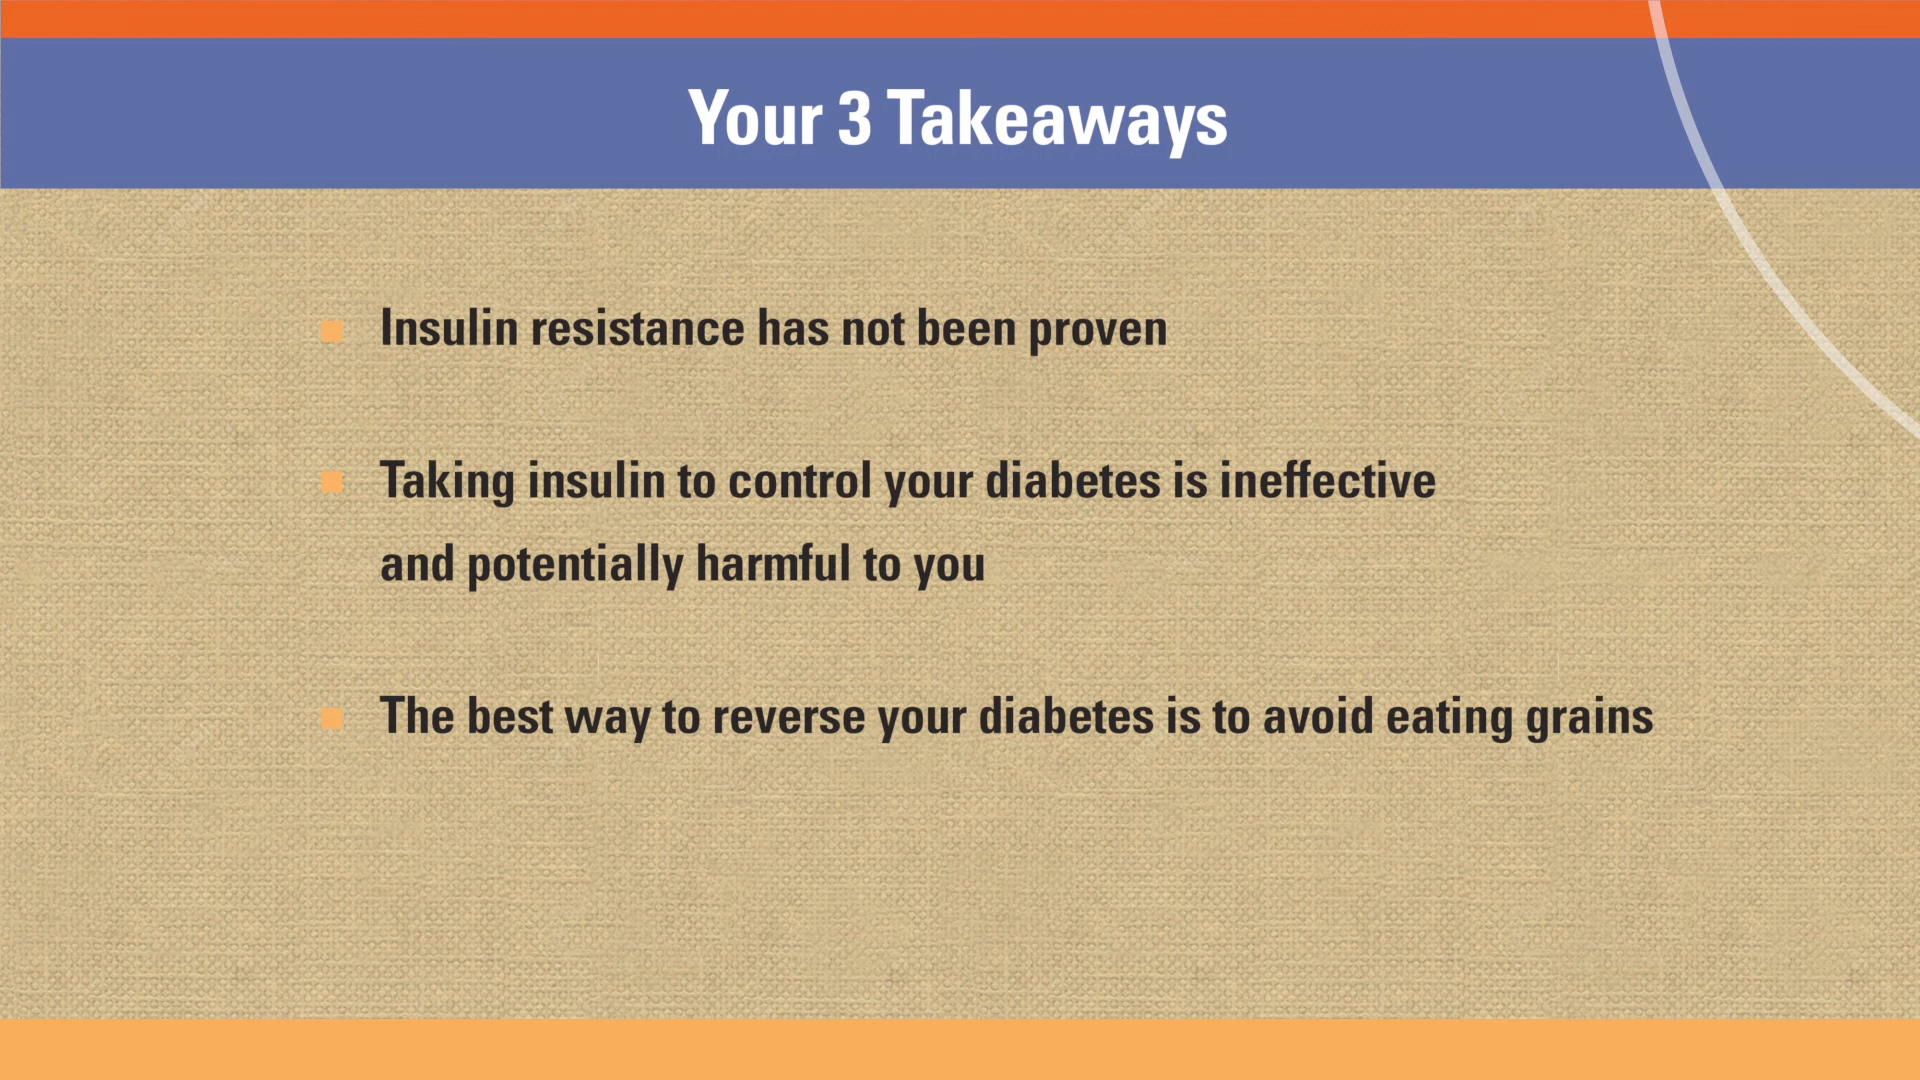 Your 3 Takeaways
Insulin resistance has not been proven
Taking insulin to control your diabetes is ineffective
and potentially harmful to you
The best way to reverse your diabetes is to avoid eating grains